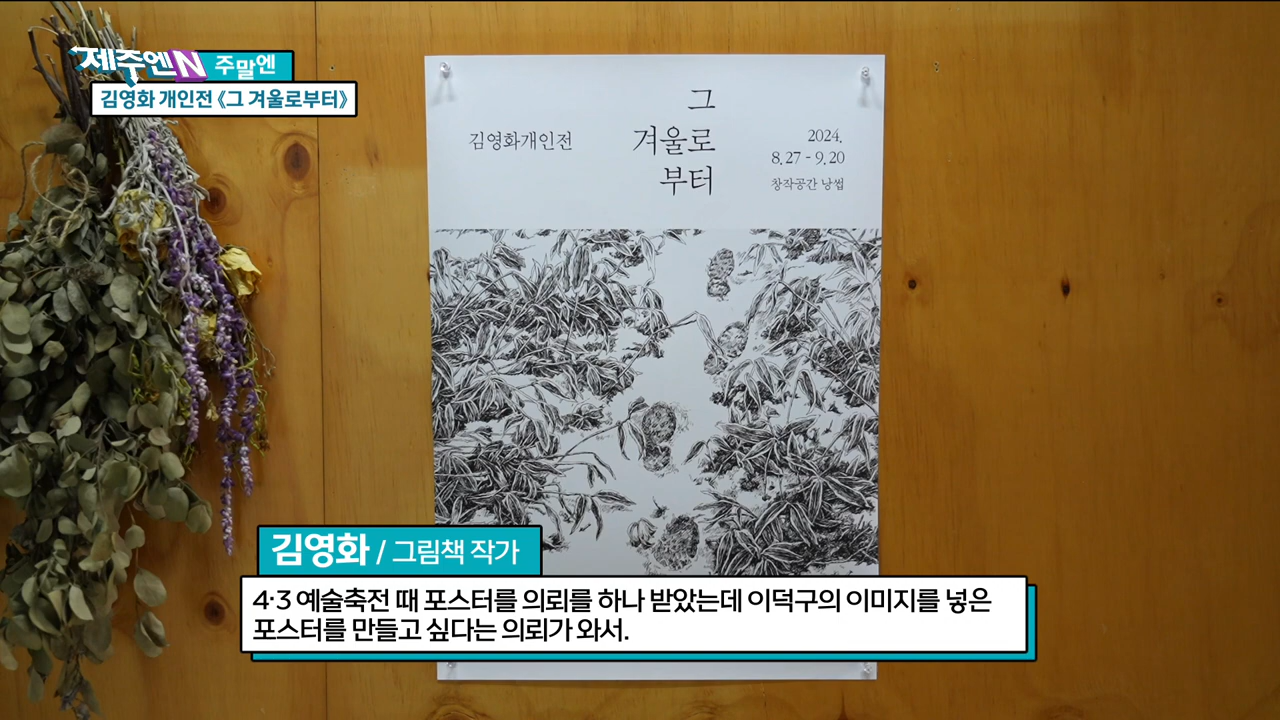 제주엔N 주말엔
김영화 개인전 《그 겨울로부터》
그
겨울로
부터
김영화개인전
2024.
8.27 - 9.20
창작공간 낭썹
김영화 / 그림책 작가
4·3 예술축전 때 포스터를 의뢰를 하나 받았는데 이덕구의 이미지를 넣은
포스터를 만들고 싶다는 의뢰가 와서.